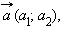 a⃗ (a₁; a₂),